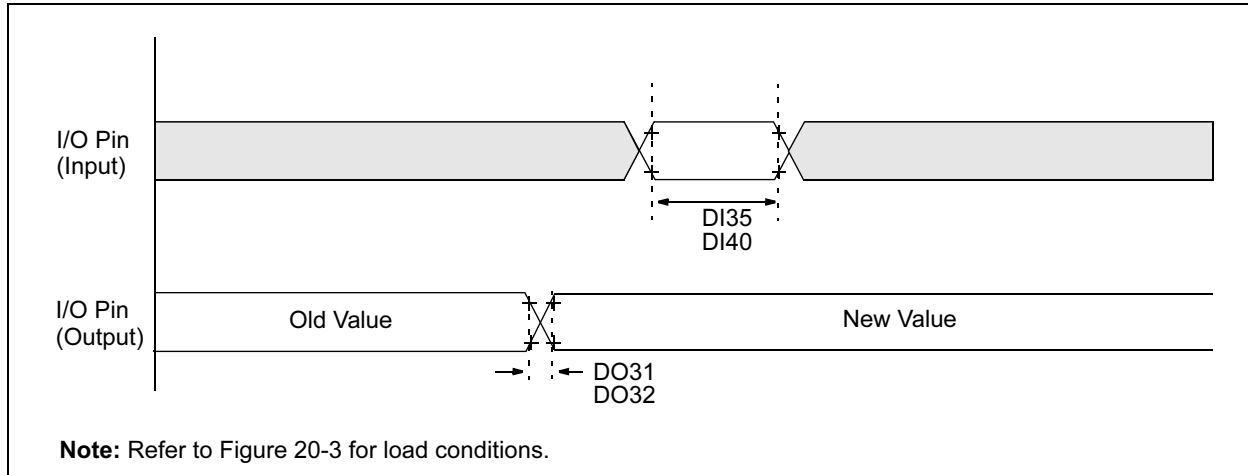 I/O Pin
(Input)
DI35
DI40
I/O Pin
(Output)
Old Value
New Value
DO31
DO32
Note: Refer to Figure 20-3 for load conditions.